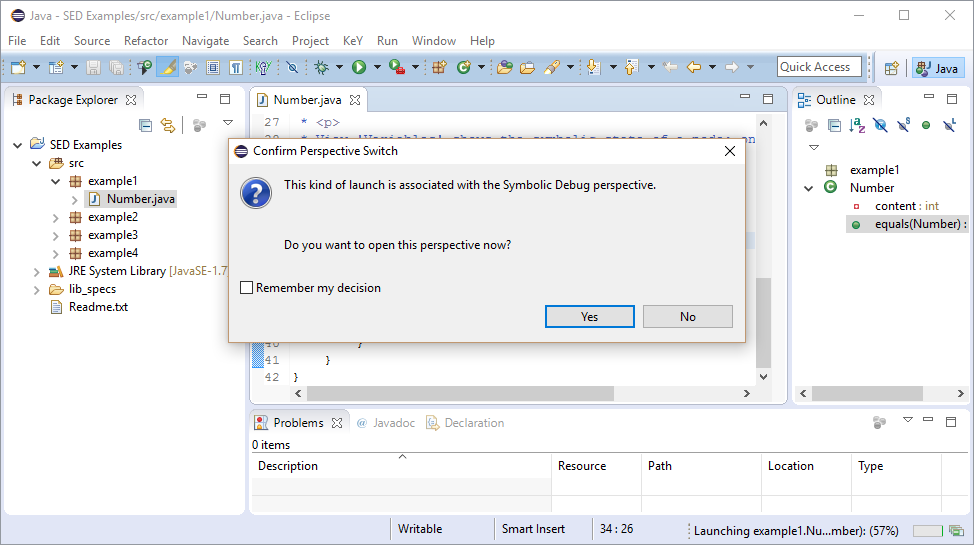 Java - SED Examples/src/example1/Number.java - Eclipse
File Edit Source Refactor Navigate Search Project KeY Run Window Help
Quick Access
Java
Package Explorer
SED Examples
src
example1
Number.java
example2
example3
example4
JRE System Library [JavaSE-1.7
lib_specs
Readme.txt
Number.java
27 * <p>
Confirm Perspective Switch
This kind of launch is associated with the Symbolic Debug perspective.
Do you want to open this perspective now?
Remember my decision
Yes No
41 }
42 }
Outline
example1
Number
content : int
equals(Number) :
Problems @ Javadoc Declaration
0 items
Description Resource Path Location Type
Writable Smart Insert 34 : 26 Launching example1.Nu...mber): (57%)